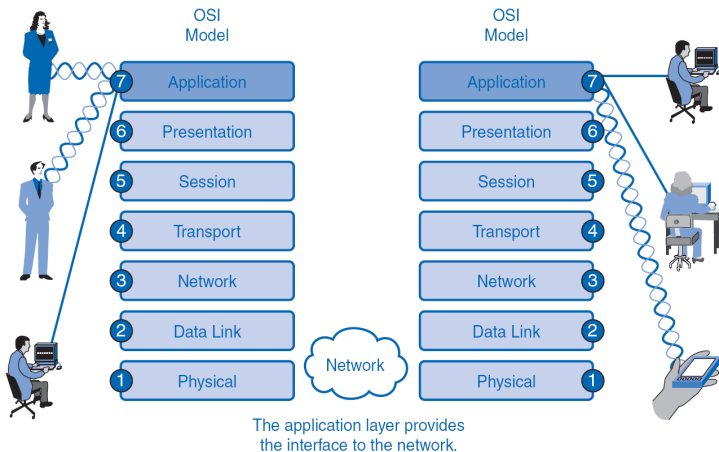 OSI
Model
7 Application
6 Presentation
5 Session
4 Transport
3 Network
2 Data Link
1 Physical
OSI
Model
Application 7
Presentation 6
Session 5
Transport 4
Network 3
Data Link 2
Physical 1
Network
The application layer provides
the interface to the network.